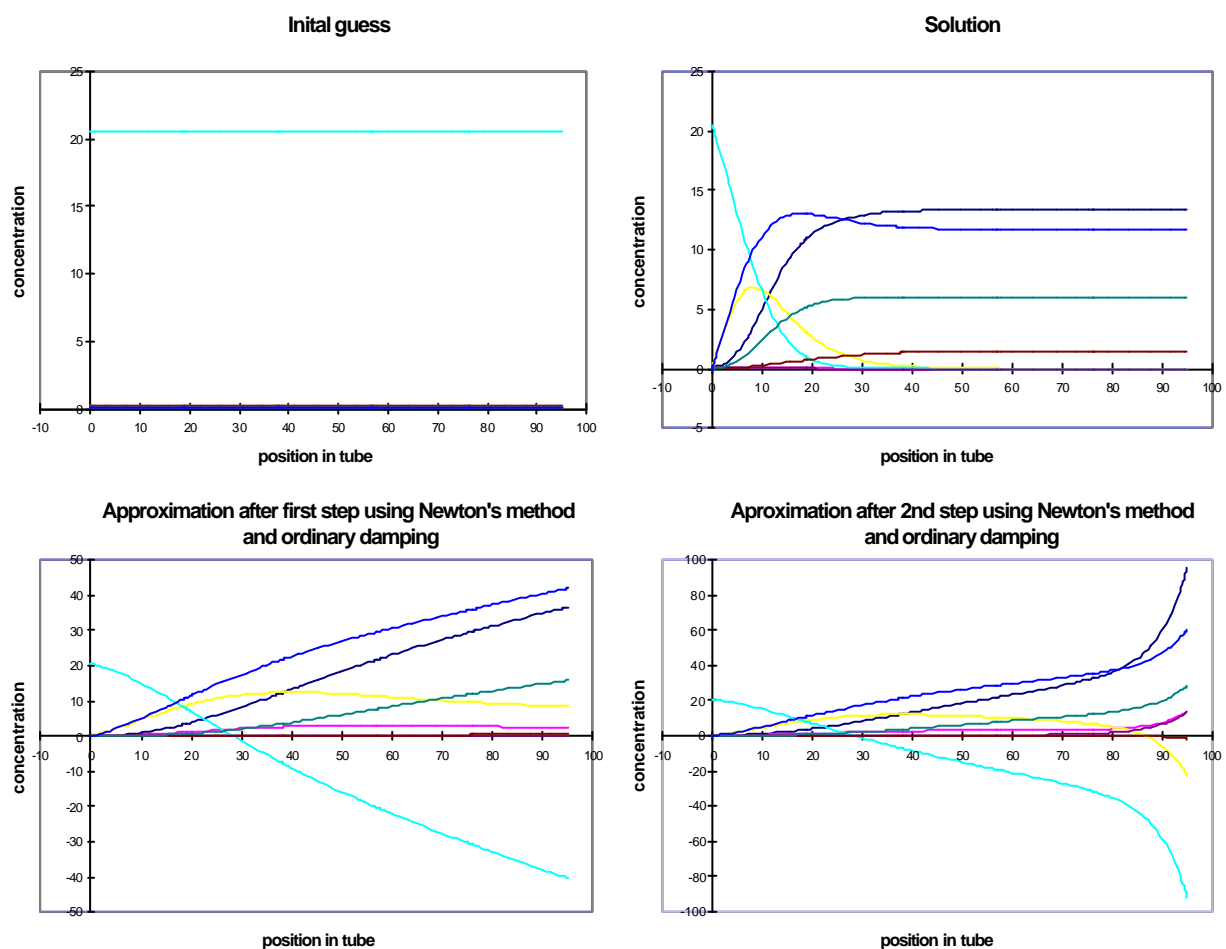 Inital guess
25
20
15
10
5
0
-10 0 10 20 30 40 50 60 70 80 90 100
concentration
position in tube
Solution
25
20
15
10
5
0
-10 0 10 20 30 40 50 60 70 80 90 100
-5
concentration
position in tube
Approximation after first step using Newton's method
and ordinary damping
50
40
30
20
10
0
-10 0 10 20 30 40 50 60 70 80 90 100
-10
-20
-30
-40
-50
concentration
position in tube
Aproximation after 2nd step using Newton's method
and ordinary damping
100
80
60
40
20
0
-10 0 10 20 30 40 50 60 70 80 90 100
-20
-40
-60
-80
-100
concentration
position in tube